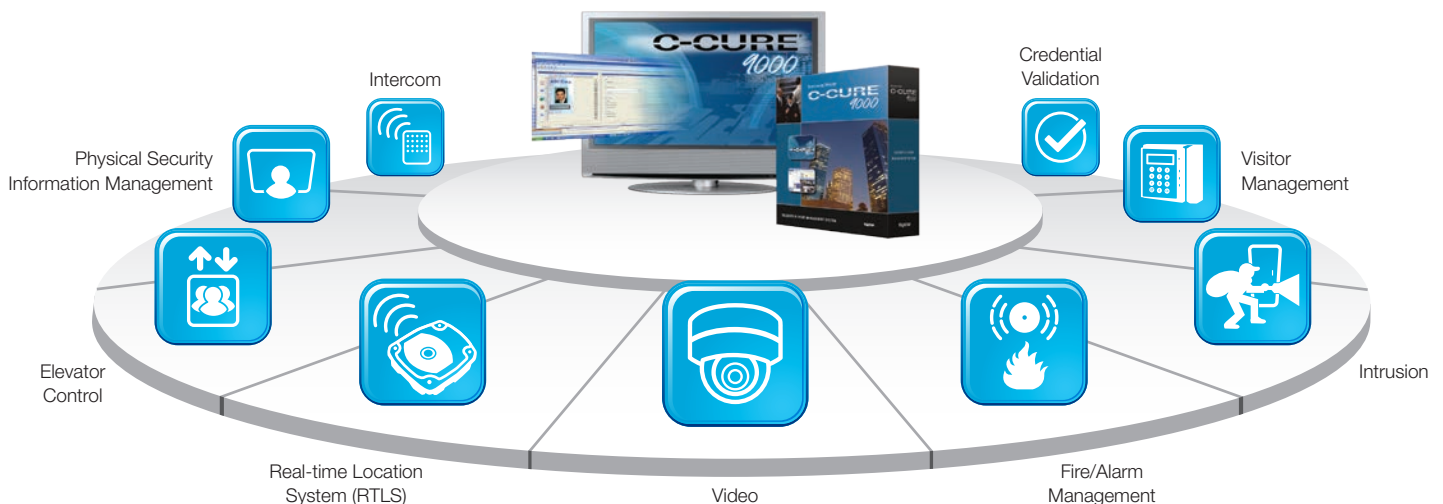 C-CURE
9000
C-CURE
9000
Intercom
Credential
Validation
Physical Security
Information Management
Visitor
Management
Elevator
Control
Intrusion
Real-time Location
System (RTLS)
Video
Fire/Alarm
Management